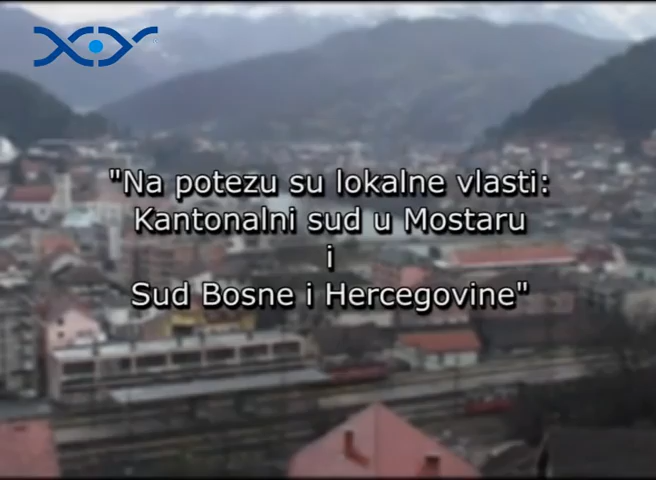 "Na potezu su lokalne vlasti:
Kantonalni sud u Mostaru
i
Sud Bosne i Hercegovine"